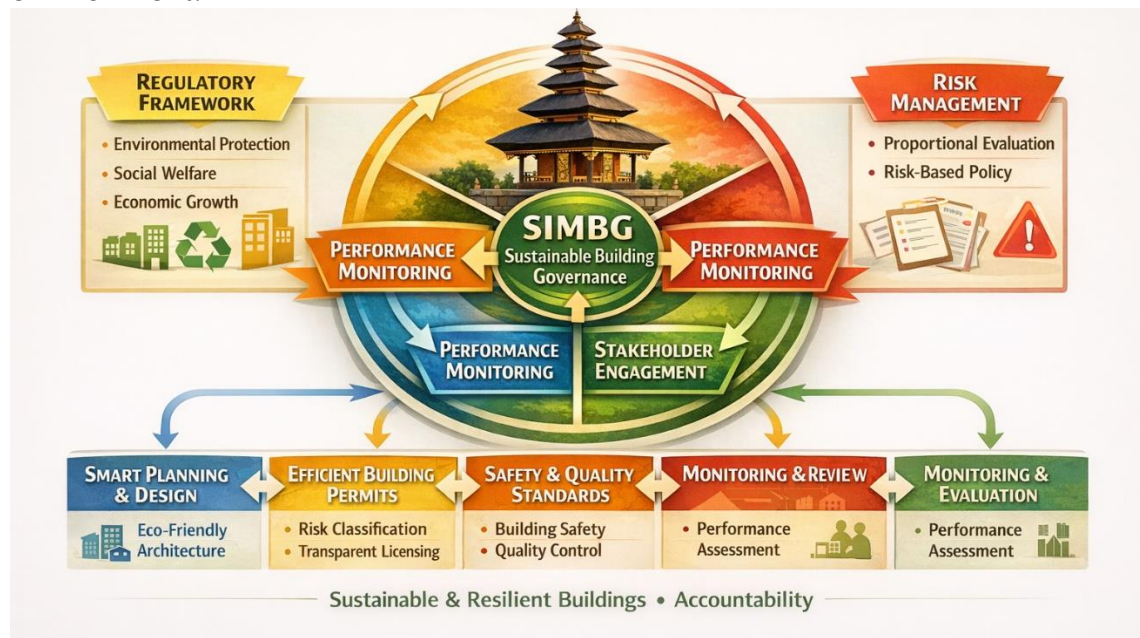 REGULATORY
FRAMEWORK
• Environmental Protection
• Social Welfare
• Economic Growth
RISK
MANAGEMENT
• Proportional Evaluation
• Risk-Based Policy
SIMBG
Sustainable Building
Governance
PERFORMANCE
MONITORING
PERFORMANCE
MONITORING
PERFORMANCE
MONITORING
STAKEHOLDER
ENGAGEMENT
SMART PLANNING
& DESIGN
Eco-Friendly
Architecture
EFFICIENT BUILDING
PERMITS
• Risk Classification
• Transparent Licensing
SAFETY & QUALITY
STANDARDS
• Building Safety
• Quality Control
MONITORING & REVIEW
• Performance
Assessment
MONITORING &
EVALUATION
• Performance
Assessment
Sustainable & Resilient Buildings • Accountability